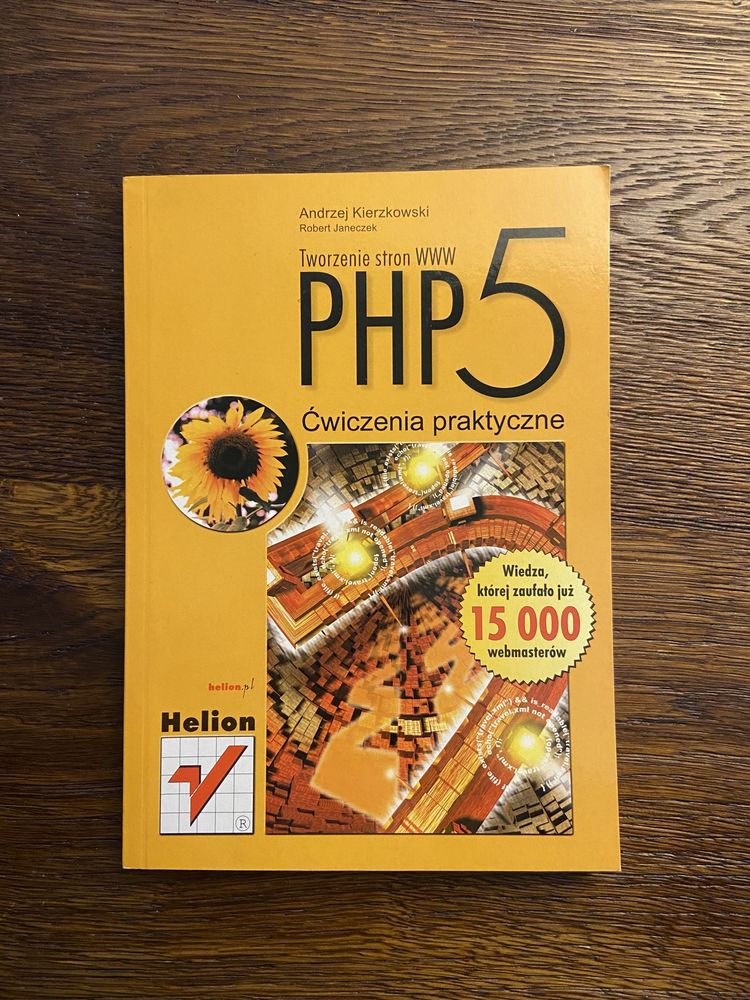 Andrzej Kierzkowski
Robert Janeczek
Tworzenie stron WWW
PHP5
Ćwiczenia praktyczne
Wiedza,
której zaufało już
15 000
webmasterów
helion.pl
Helion
®